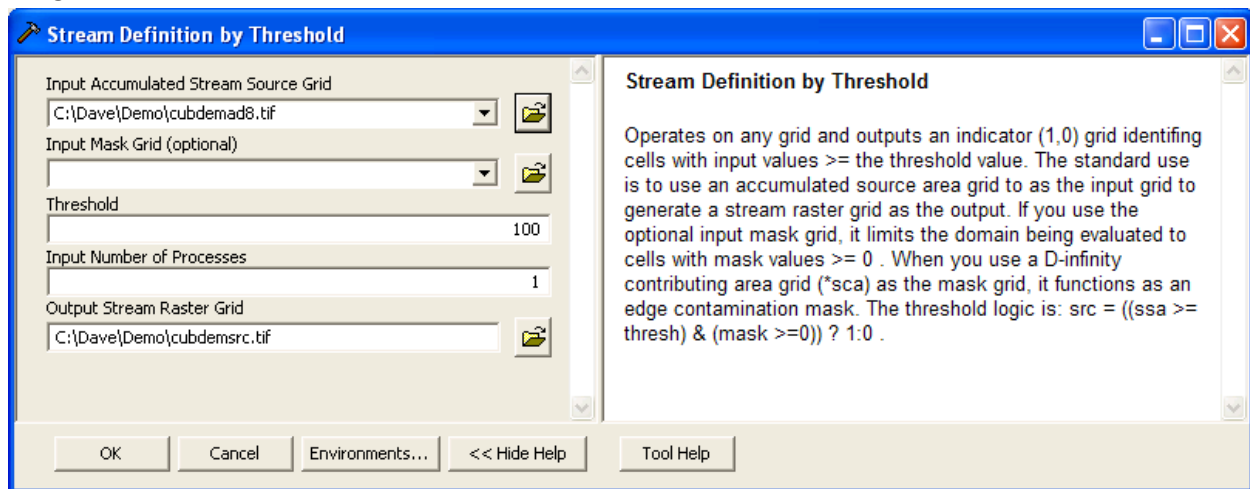 Stream Definition by Threshold
Input Accumulated Stream Source Grid
C:\Dave\Demo\cubdemad8.tif
Input Mask Grid (optional)
Threshold
100
Input Number of Processes
1
Output Stream Raster Grid
C:\Dave\Demo\cubdemsrc.tif
Stream Definition by Threshold
Operates on any grid and outputs an indicator (1,0) grid identifing
cells with input values >= the threshold value. The standard use
is to use an accumulated source area grid to as the input grid to
generate a stream raster grid as the output. If you use the
optional input mask grid, it limits the domain being evaluated to
cells with mask values >= 0 . When you use a D-infinity
contributing area grid (*sca) as the mask grid, it functions as an
edge contamination mask. The threshold logic is: src = ((ssa >=
thresh) & (mask >=0)) ? 1:0 .
OK Cancel Environments... << Hide Help Tool Help